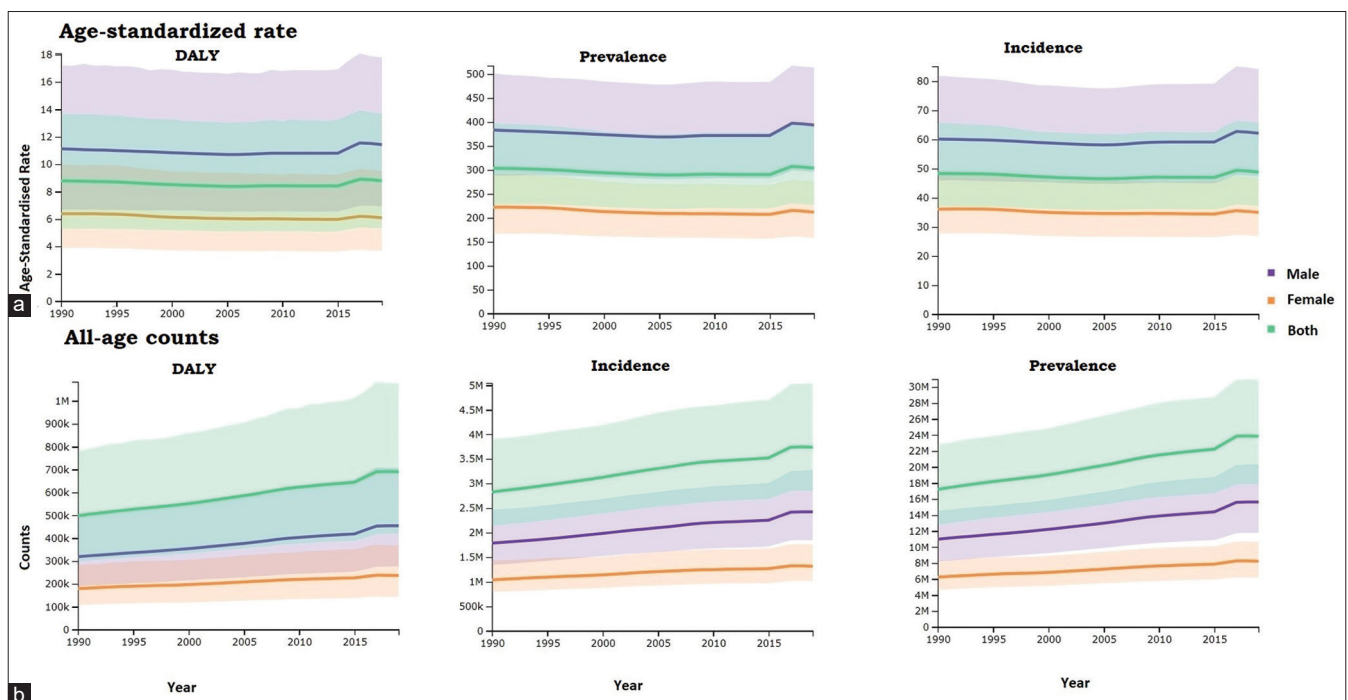 Age-standardized rate
DALY
Prevalence
Incidence
Age-Standardised Rate
18
16
14
12
10
8
6
4
2
0
1990 1995 2000 2005 2010 2015
500
450
400
350
300
250
200
150
100
50
0
1990 1995 2000 2005 2010 2015
80
70
60
50
40
30
20
10
0
1990 1995 2000 2005 2010 2015
Male
Female
Both
a
All-age counts
DALY
Incidence
Prevalence
Counts
1M
900k
800k
700k
600k
500k
400k
300k
200k
100k
0
1990 1995 2000 2005 2010 2015
5M
4.5M
4M
3.5M
3M
2.5M
2M
1.5M
1M
500k
0
1990 1995 2000 2005 2010 2015
30M
28M
26M
24M
22M
20M
18M
16M
14M
12M
10M
8M
6M
4M
2M
0
1990 1995 2000 2005 2010 2015
Year
Year
Year
b